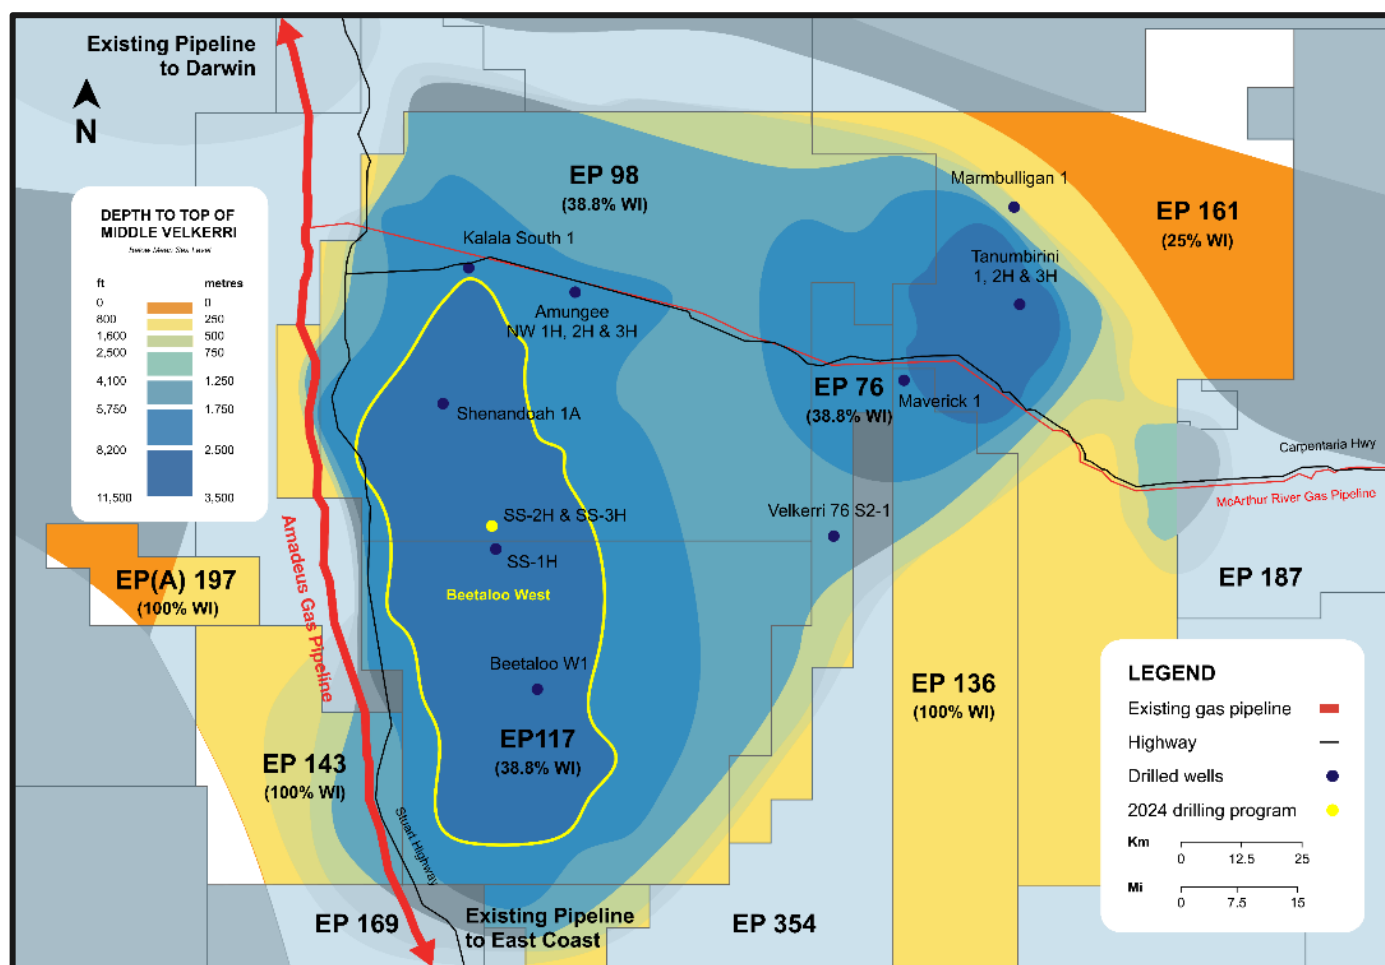 Existing Pipeline
to Darwin
N
DEPTH TO TOP OF
MIDDLE VELKERRI
Below Mean Sea Level
ft
metres
0
0
800
250
1,600
500
2,500
750
4,100
1.250
5,750
1.750
8,200
2.500
11,500
3,500
EP 98
(38.8% WI)
Kalala South 1
Amungee
NW 1H, 2H & 3H
Marmbulligan 1
EP 161
(25% WI)
Tanumbirini
1, 2H & 3H
EP 76
(38.8% WI)
Maverick 1
Shenandoah 1A
Carpentaria Hwy
McArthur River Gas Pipeline
SS-2H & SS-3H
SS-1H
Velkerri 76 S2-1
Beetaloo West
EP(A) 197
(100% WI)
Amadeus Gas Pipeline
EP 187
Beetaloo W1
EP117
(38.8% WI)
EP 136
(100% WI)
EP 143
(100% WI)
Stuart Highway
EP 169
Existing Pipeline
to East Coast
EP 354
LEGEND
Existing gas pipeline
Highway
Drilled wells
2024 drilling program
Km
0 12.5 25
Mi
0 7.5 15